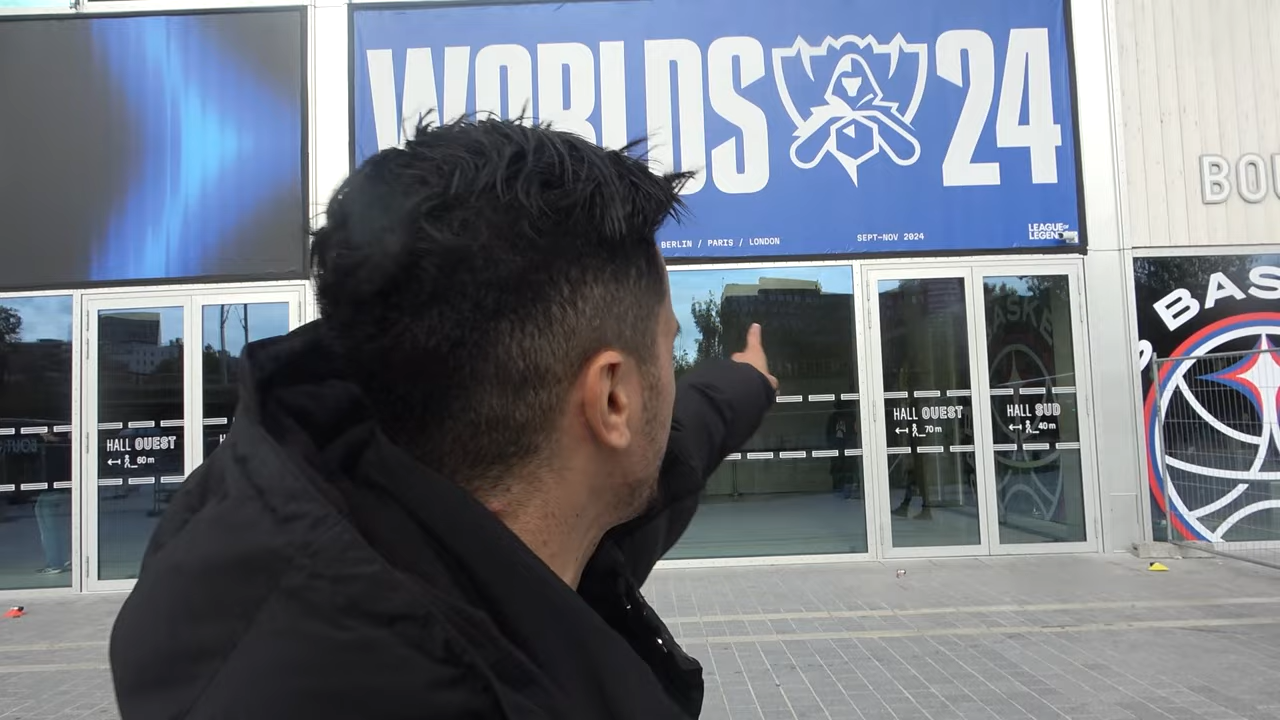 WORLDS 24
BERLIN / PARIS / LONDON
SEPT–NOV 2024
LEAGUE OF
LEGENDS
BOU
BAS
HALL OUEST
← 60 m
HALL OUEST
← 70 m
HALL SUD
← 40 m